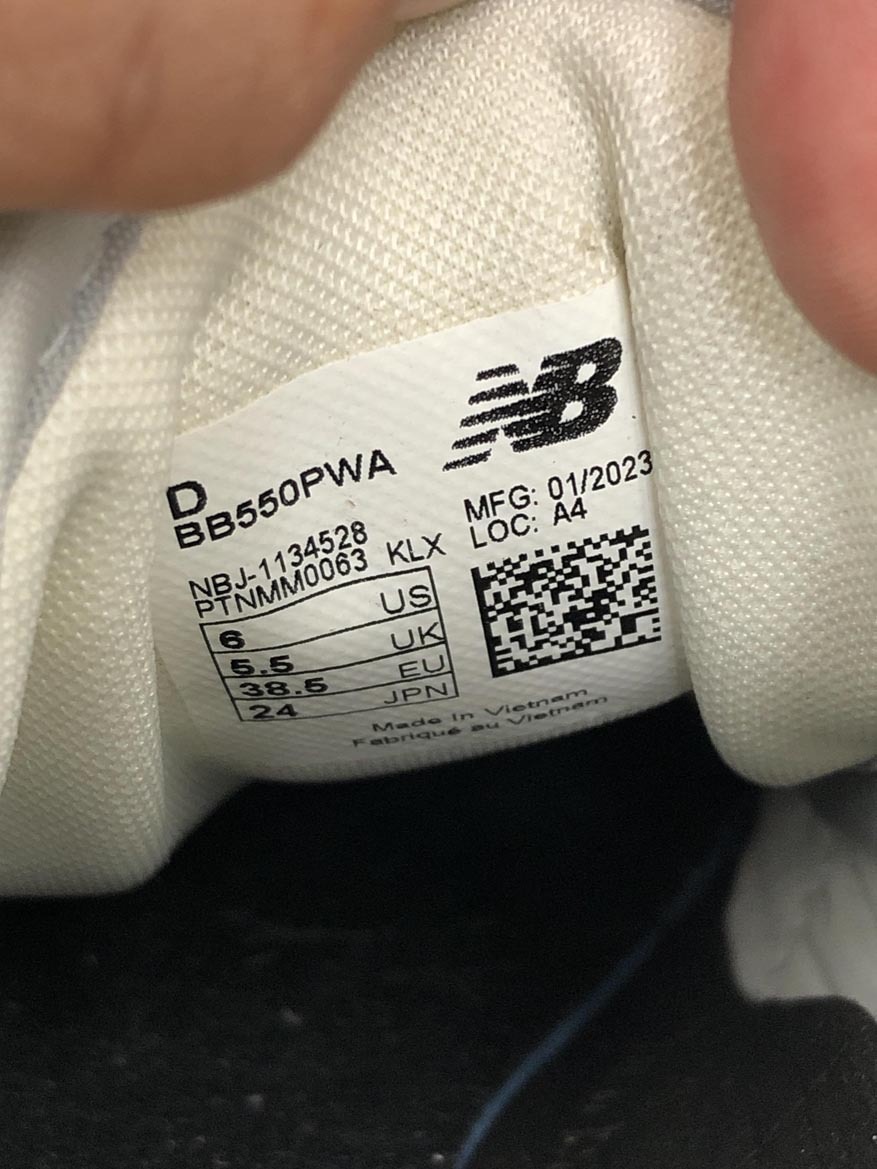 NB
D
BB550PWA
MFG: 01/2023
LOC: A4
NBJ-1134528
PTNMM0063 KLX
6 US
5.5 UK
38.5 EU
24 JPN
Made In Vietnam
Fabriqué au Vietnam